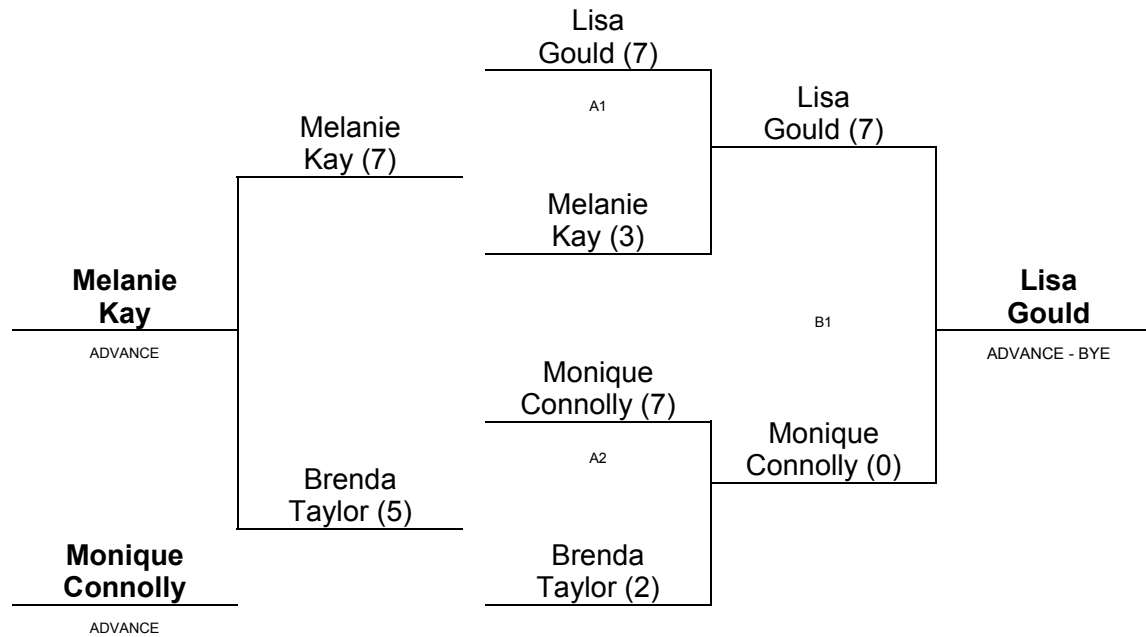 Lisa
Gould (7)
A1
Lisa
Gould (7)
Melanie
Kay (7)
Melanie
Kay (3)
Melanie
Kay
ADVANCE
B1
Lisa
Gould
ADVANCE - BYE
Monique
Connolly (7)
A2
Monique
Connolly (0)
Brenda
Taylor (5)
Monique
Connolly
ADVANCE
Brenda
Taylor (2)